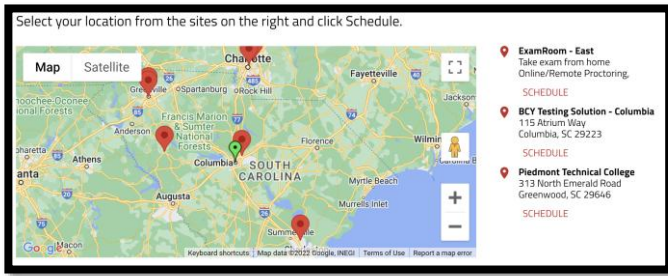 Select your location from the sites on the right and click Schedule.
Map Satellite
Charlotte
Greenville
Spartanburg
Rock Hill
Fayetteville
Jackson
Francis Marion
& Sumter
National
Forests
Anderson
Athens
Columbia
Florence
SOUTH
CAROLINA
Wilmin
Myrtle Beach
Augusta
Murrells Inlet
Macon
Google
Keyboard shortcuts
Map data ©2022 Google, INEGI
Terms of Use
Report a map error
ExamRoom - East
Take exam from home
Online/Remote Proctoring,
SCHEDULE
BCY Testing Solution - Columbia
115 Atrium Way
Columbia, SC 29223
SCHEDULE
Piedmont Technical College
313 North Emerald Road
Greenwood, SC 29646
SCHEDULE